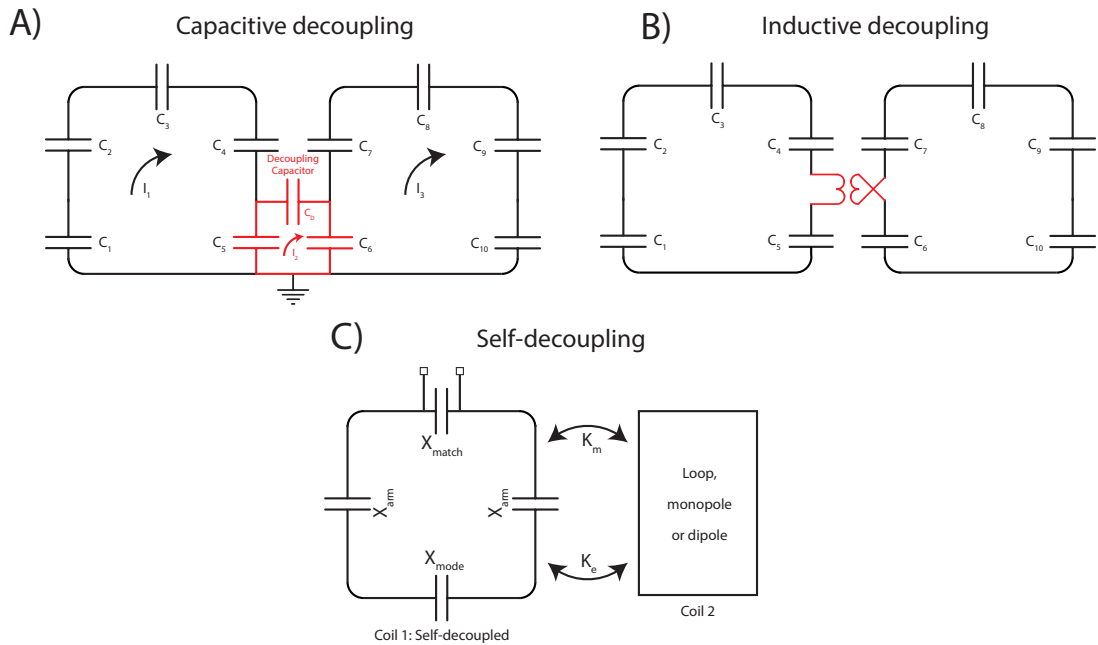 A)
Capacitive decoupling
C3
C2
C4
I1
C1
C5
Decoupling
Capacitor
CD
I2
C8
C7
C9
I3
C6
C10
B)
Inductive decoupling
C3
C2
C4
C1
C5
C8
C7
C9
C6
C10
C)
Self-decoupling
Xmatch
Xarm
Xarm
Xmode
Km
Ke
Loop,
monopole
or dipole
Coil 1: Self-decoupled
Coil 2